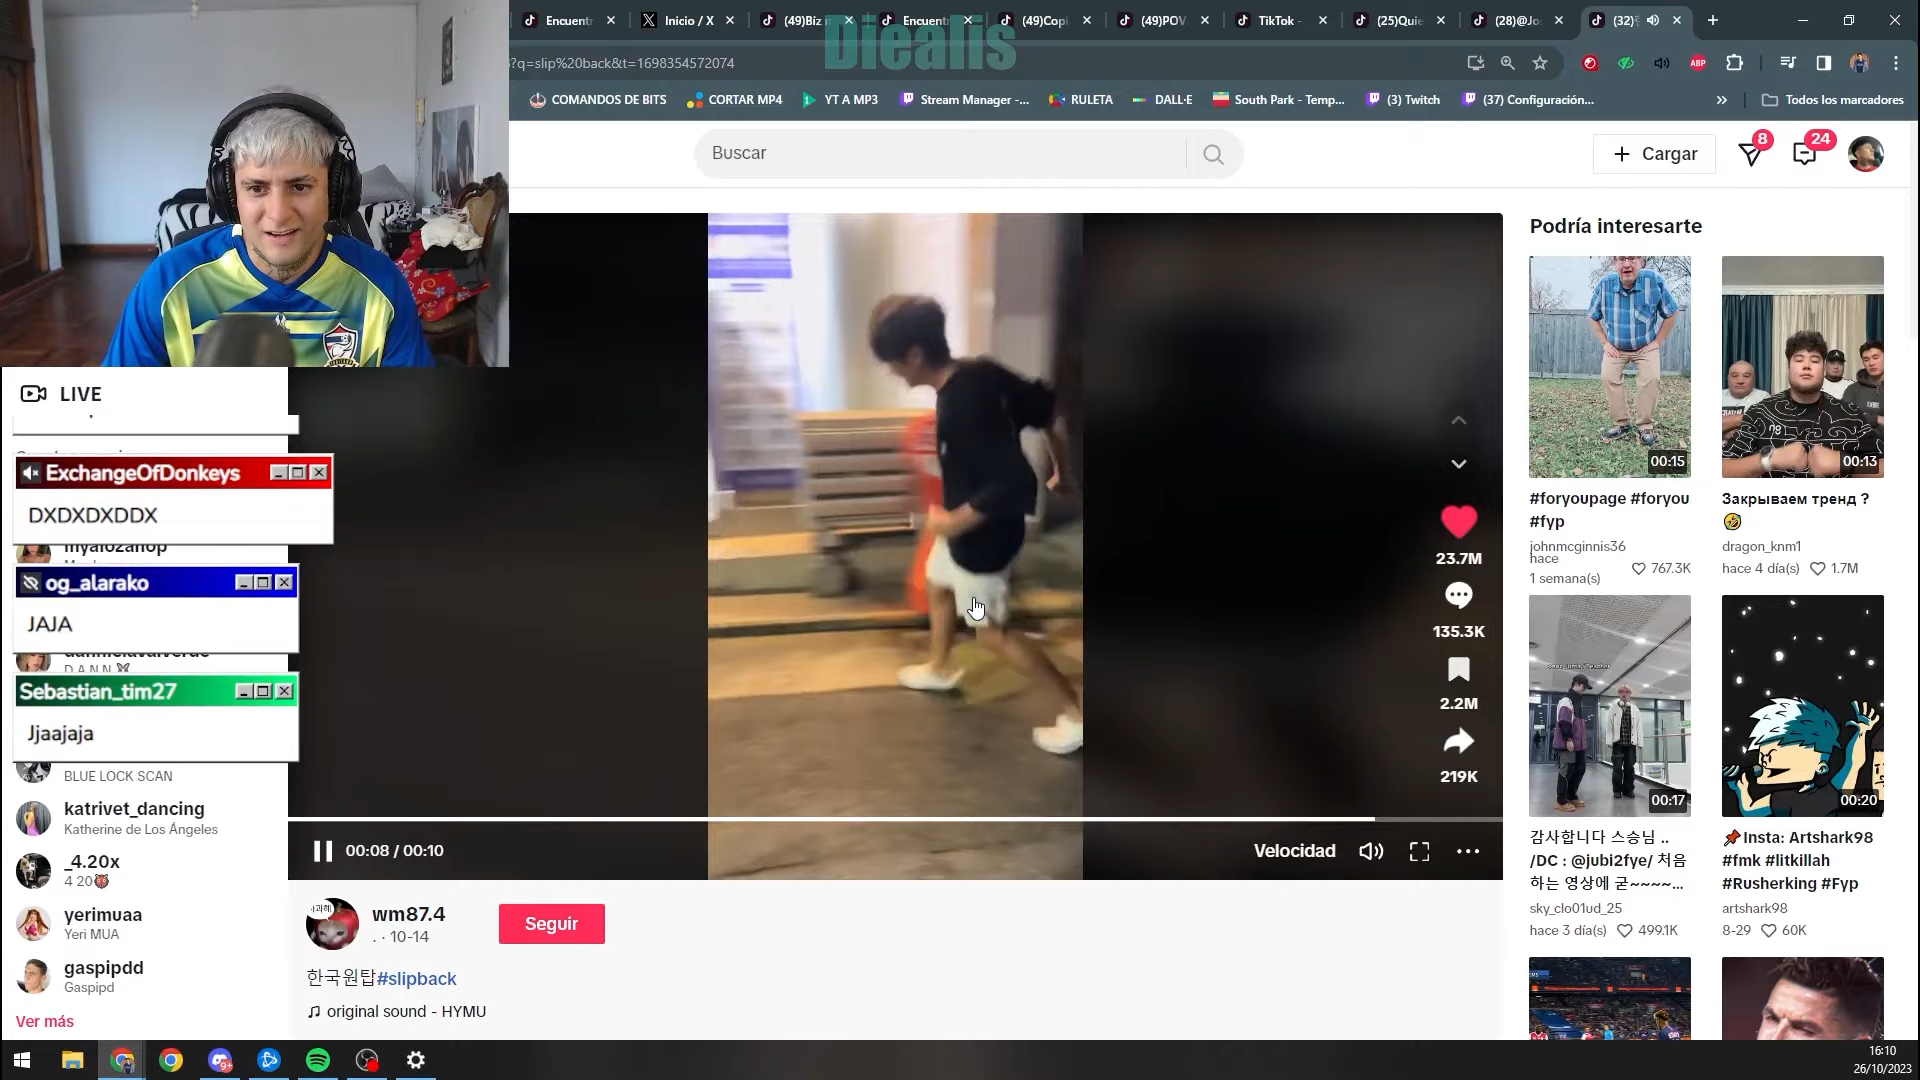 Encuentr
Inicio / X
(49)Biz
Encuentr
(49)Copi
(49)POV
TikTok -
(25)Quie
(28)@Jo
(32)
Diealis
?q=slip%20back&t=1698354572074
ABP
COMANDOS DE BITS
CORTAR MP4
YT A MP3
Stream Manager -...
RULETA
DALL·E
South Park - Temp...
(3) Twitch
(37) Configuración...
»
Todos los marcadores
Buscar
Cargar
8
24
LIVE
ExchangeOfDonkeys
DXDXDXDDX
og_alarako
JAJA
D.A.N.N
Sebastian_tim27
Jjaajaja
BLUE LOCK SCAN
katrivet_dancing
Katherine de Los Ángeles
_4.20x
4 20👹
yerimuaa
Yeri MUA
gaspipdd
Gaspipd
Ver más
23.7M
135.3K
2.2M
219K
00:08 / 00:10
Velocidad
wm87.4
. · 10-14
Seguir
한국원탑#slipback
original sound - HYMU
Podría interesarte
00:15
#foryoupage #foryou
#fyp
johnmcginnis36
hace
1 semana(s)
767.3K
00:13
Закрываем тренд ?
🤣
dragon_knm1
hace 4 día(s)
1.7M
00:17
감사합니다 스승님 ..
/DC : @jubi2fye/ 처음
하는 영상에 굳~~~~...
sky_clo01ud_25
hace 3 día(s)
499.1K
00:20
📌Insta: Artshark98
#fmk #litkillah
#Rusherking #Fyp
artshark98
8-29
60K
9+
16:10
26/10/2023